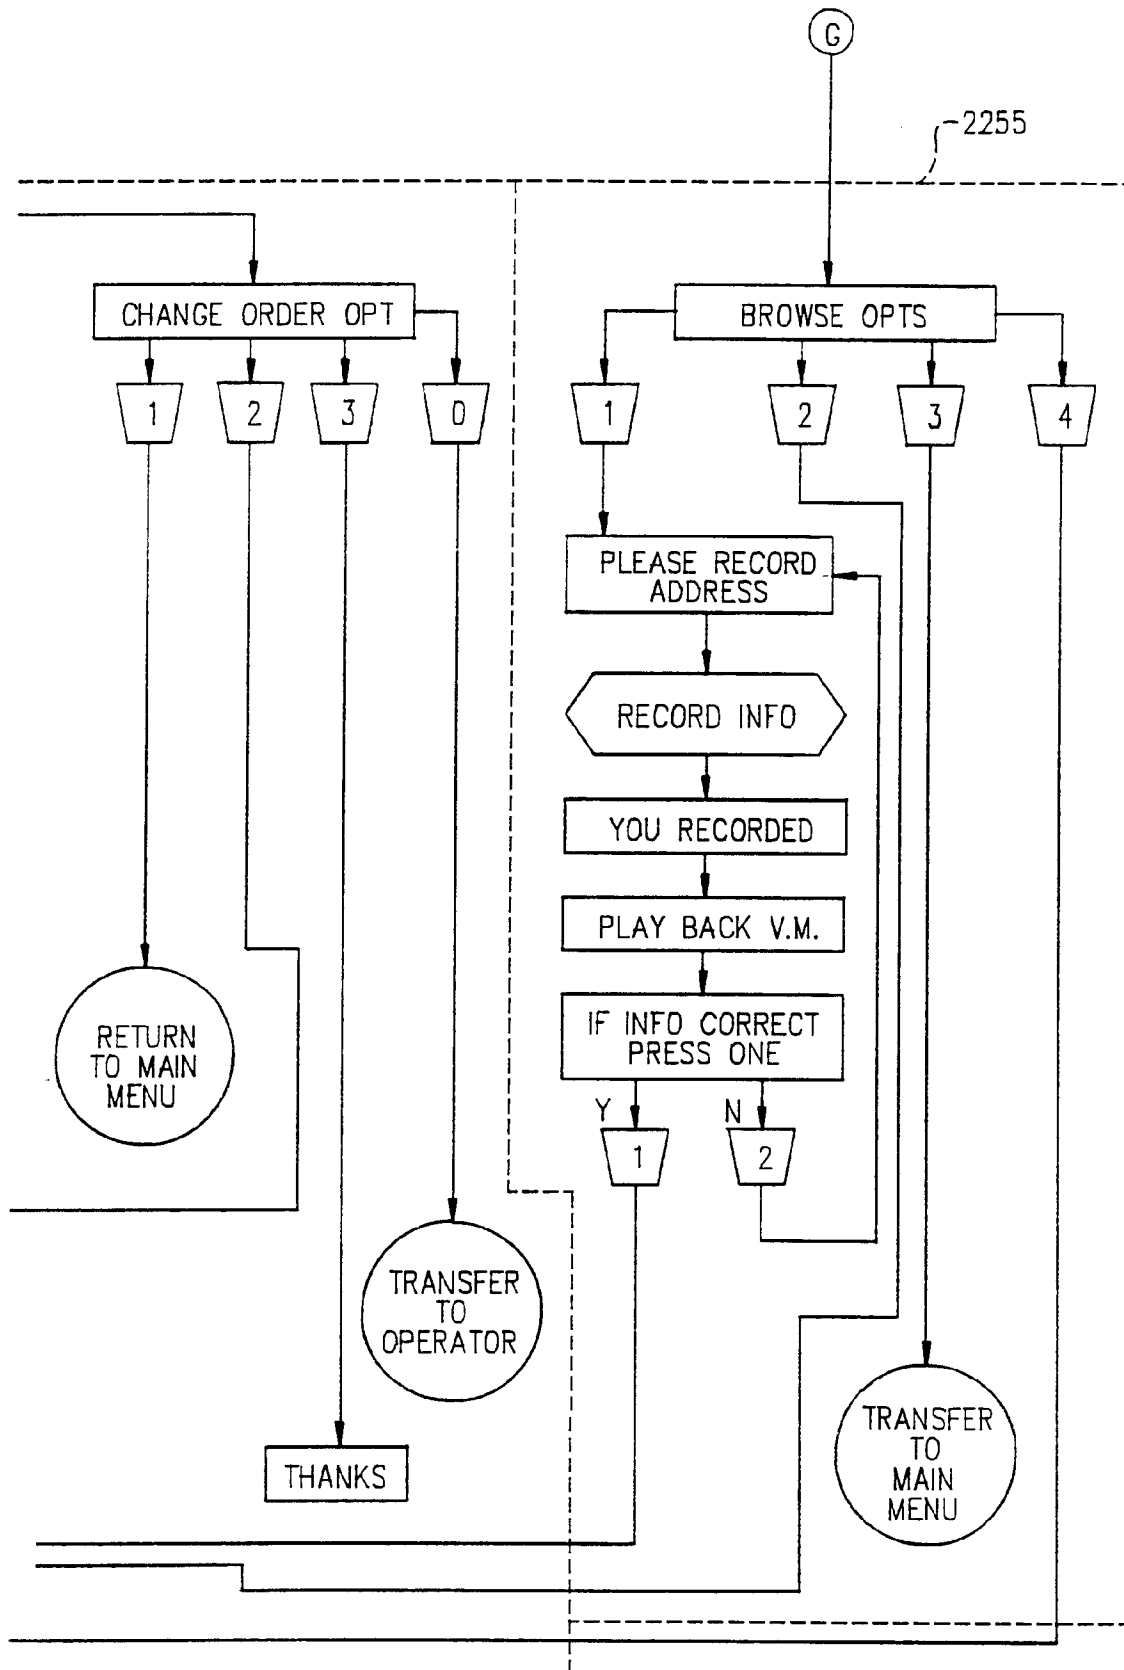 G
2255
CHANGE ORDER OPT
BROWSE OPTS
1
2
3
0
1
2
3
4
PLEASE RECORD
ADDRESS
RECORD INFO
YOU RECORDED
PLAY BACK V.M.
IF INFO CORRECT
PRESS ONE
Y
N
1
2
RETURN
TO MAIN
MENU
TRANSFER
TO
OPERATOR
THANKS
TRANSFER
TO
MAIN
MENU